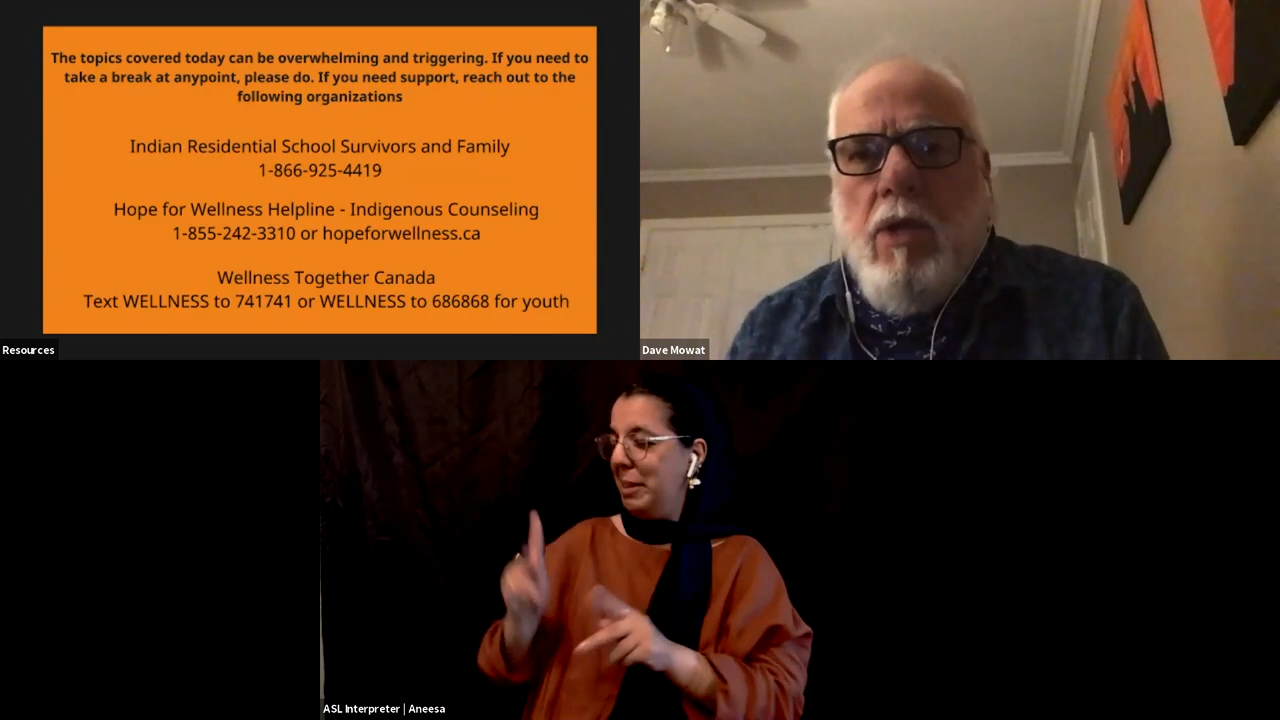 The topics covered today can be overwhelming and triggering. If you need to
take a break at anypoint, please do. If you need support, reach out to the
following organizations
Indian Residential School Survivors and Family
1-866-925-4419
Hope for Wellness Helpline - Indigenous Counseling
1-855-242-3310 or hopeforwellness.ca
Wellness Together Canada
Text WELLNESS to 741741 or WELLNESS to 686868 for youth
Resources
Dave Mowat
ASL Interpreter | Aneesa